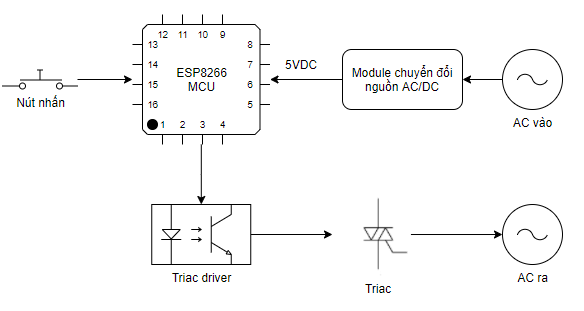 12 11 10 9
13
14
15
16
8
7
6
5
1 2 3 4
ESP8266
MCU
Nút nhấn
5VDC
Module chuyển đổi
nguồn AC/DC
AC vào
Triac driver
Triac
AC ra